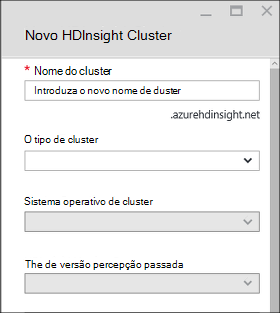 Novo HDInsight Cluster
* Nome do cluster
Introduza o novo nome de duster
.azurehdinsight.net
O tipo de cluster
Sistema operativo de cluster
The de versão percepção passada